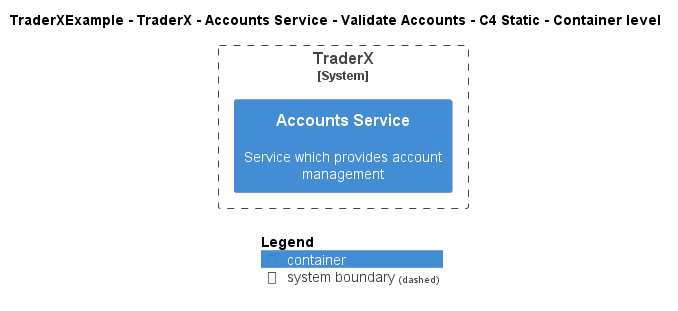 TraderXExample - TraderX - Accounts Service - Validate Accounts - C4 Static - Container level
TraderX
[System]
Accounts Service
Service which provides account
management
Legend
container
system boundary (dashed)